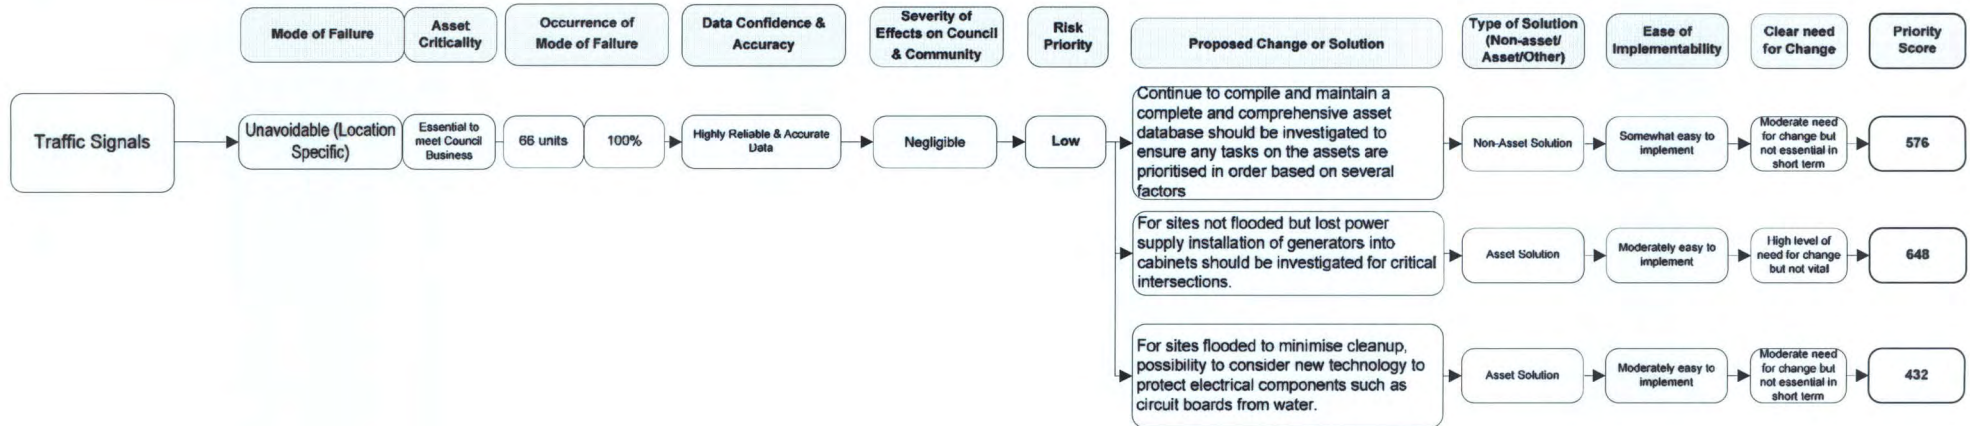 Mode of Failure
Asset
Criticality
Occurrence of
Mode of Failure
Data Confidence &
Accuracy
Severity of
Effects on Council
& Community
Risk
Priority
Proposed Change or Solution
Type of Solution
(Non-asset/
Asset/Other)
Ease of
Implementability
Clear need
for Change
Priority
Score
Traffic Signals
Unavoidable (Location
Specific)
Essential to
meet Council
Business
66 units
100%
Highly Reliable & Accurate
Data
Negligible
Low
Continue to compile and maintain a
complete and comprehensive asset
database should be investigated to
ensure any tasks on the assets are
prioritised in order based on several
factors
Non-Asset Solution
Somewhat easy to
implement
Moderate need
for change but
not essential in
short term
576
For sites not flooded but lost power
supply installation of generators into
cabinets should be investigated for critical
intersections.
Asset Solution
Moderately easy to
implement
High level of
need for change
but not vital
648
For sites flooded to minimise cleanup,
possibility to consider new technology to
protect electrical components such as
circuit boards from water.
Asset Solution
Moderately easy to
implement
Moderate need
for change but
not essential in
short term
432